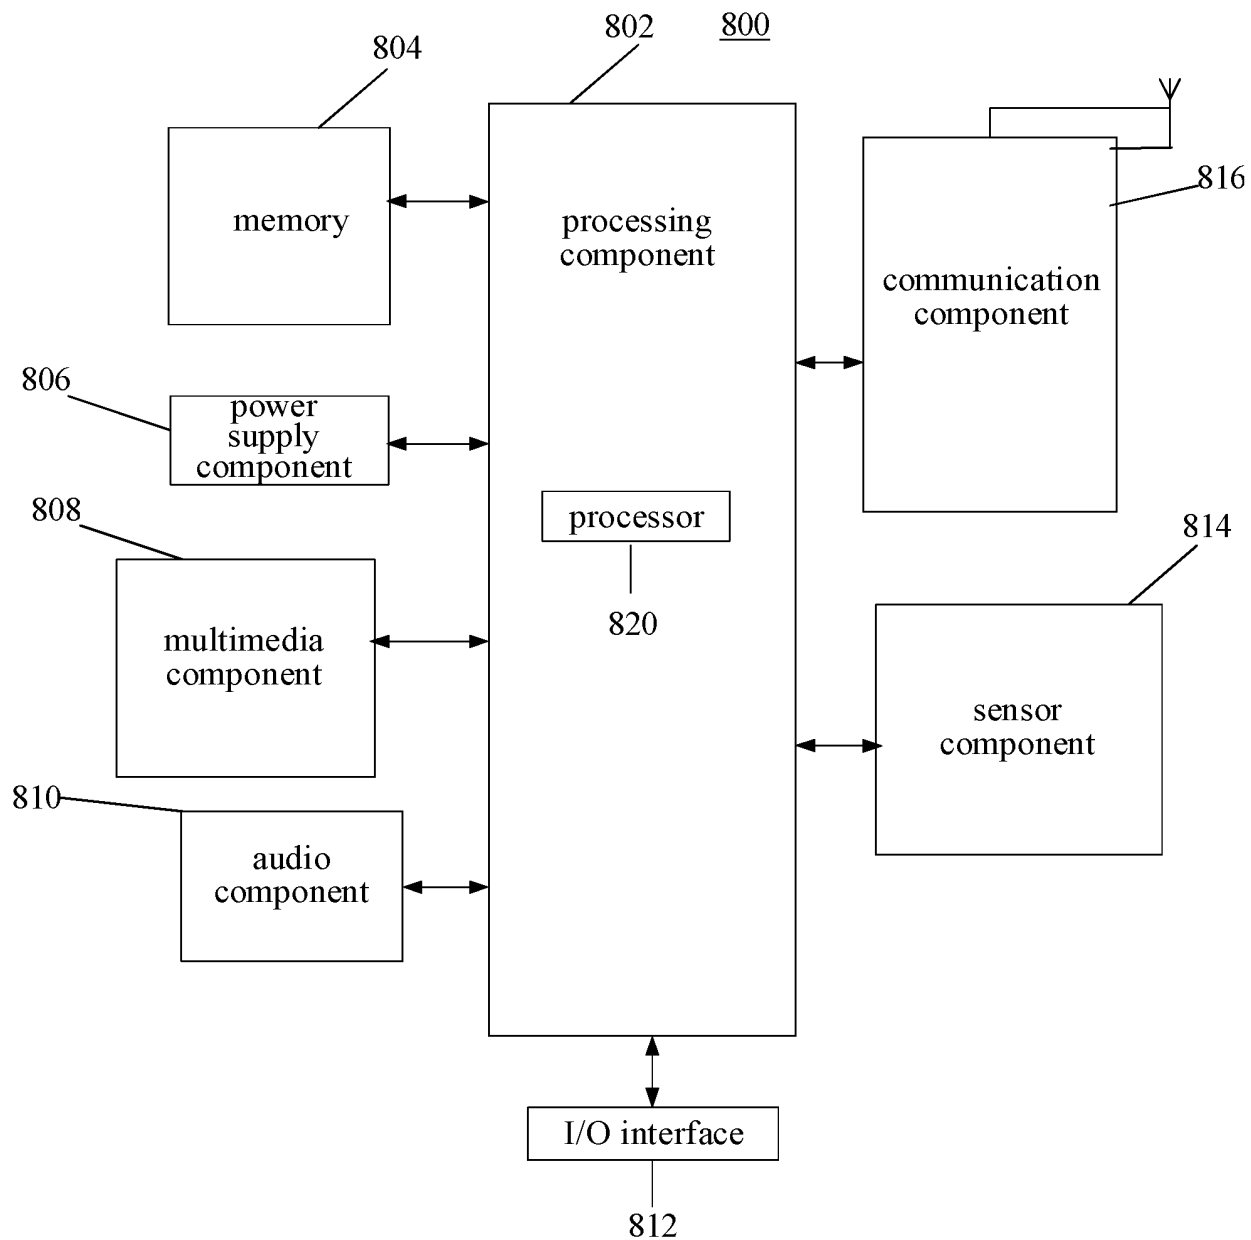 802
800
804
memory
processing
component
816
communication
component
806
power
supply
component
808
processor
820
814
multimedia
component
sensor
component
810
audio
component
I/O interface
812